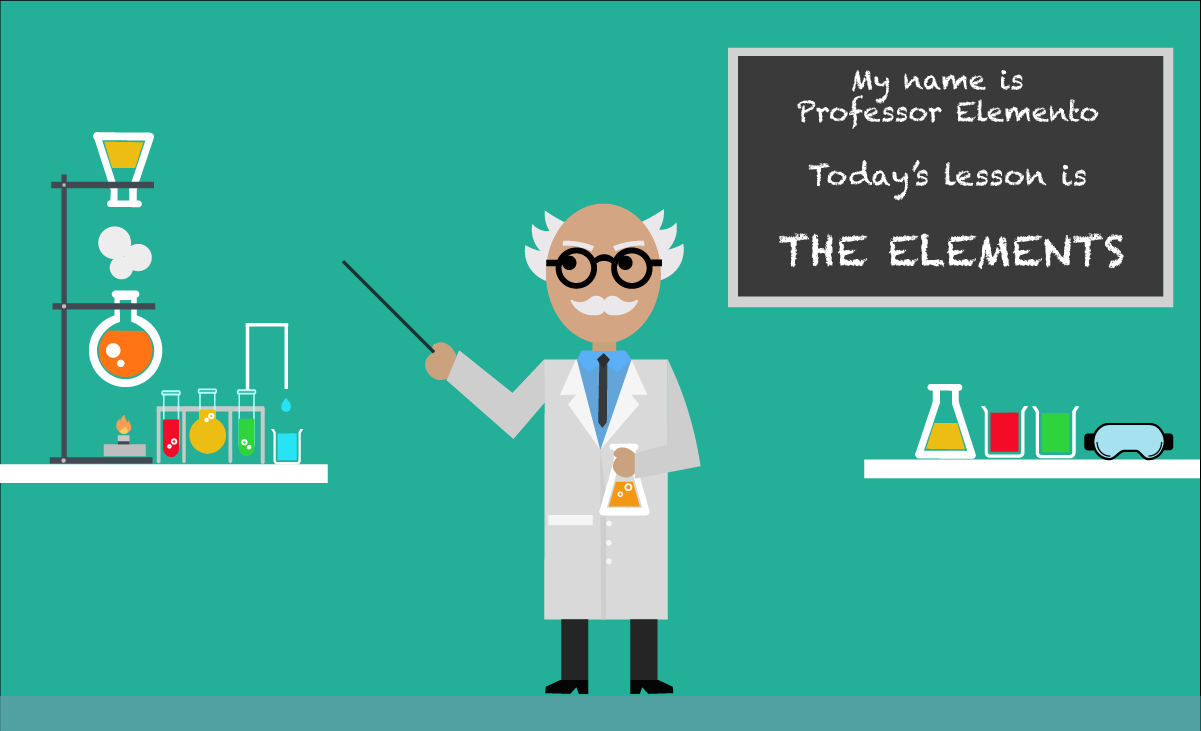 My name is
Professor Elemento
Today's lesson is
THE ELEMENTS